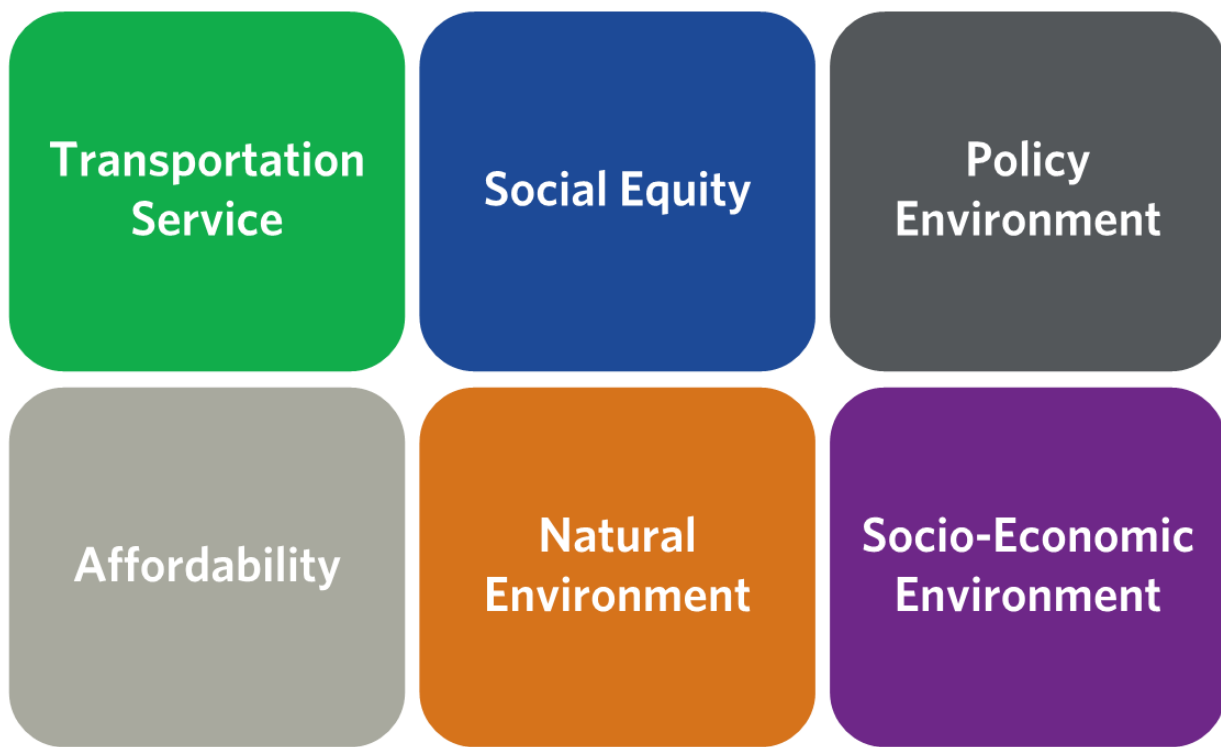 Transportation
Service
Social Equity
Policy
Environment
Affordability
Natural
Environment
Socio-Economic
Environment